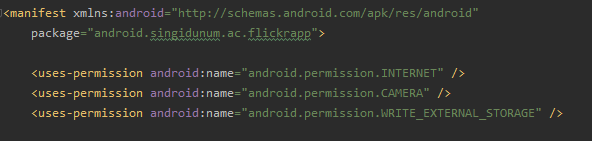 <manifest xmlns:android="http://schemas.android.com/apk/res/android"
package="android.singidunum.ac.flickrapp">
<uses-permission android:name="android.permission.INTERNET" />
<uses-permission android:name="android.permission.CAMERA" />
<uses-permission android:name="android.permission.WRITE_EXTERNAL_STORAGE" />